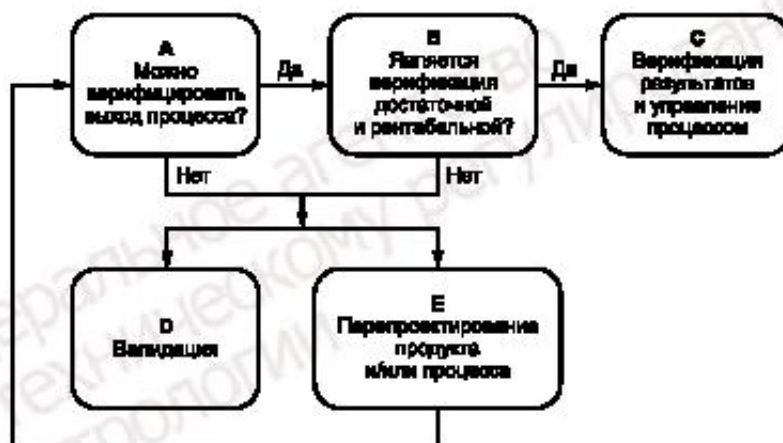 A
Можно
верифицировать
выход процесса?
Да
B
Является
верификация
достаточной
и рентабельной?
Да
C
Верификация
результатов
и управление
процессом
Нет
Нет
D
Валидация
E
Перепроектирование
продукта
и/или процесса